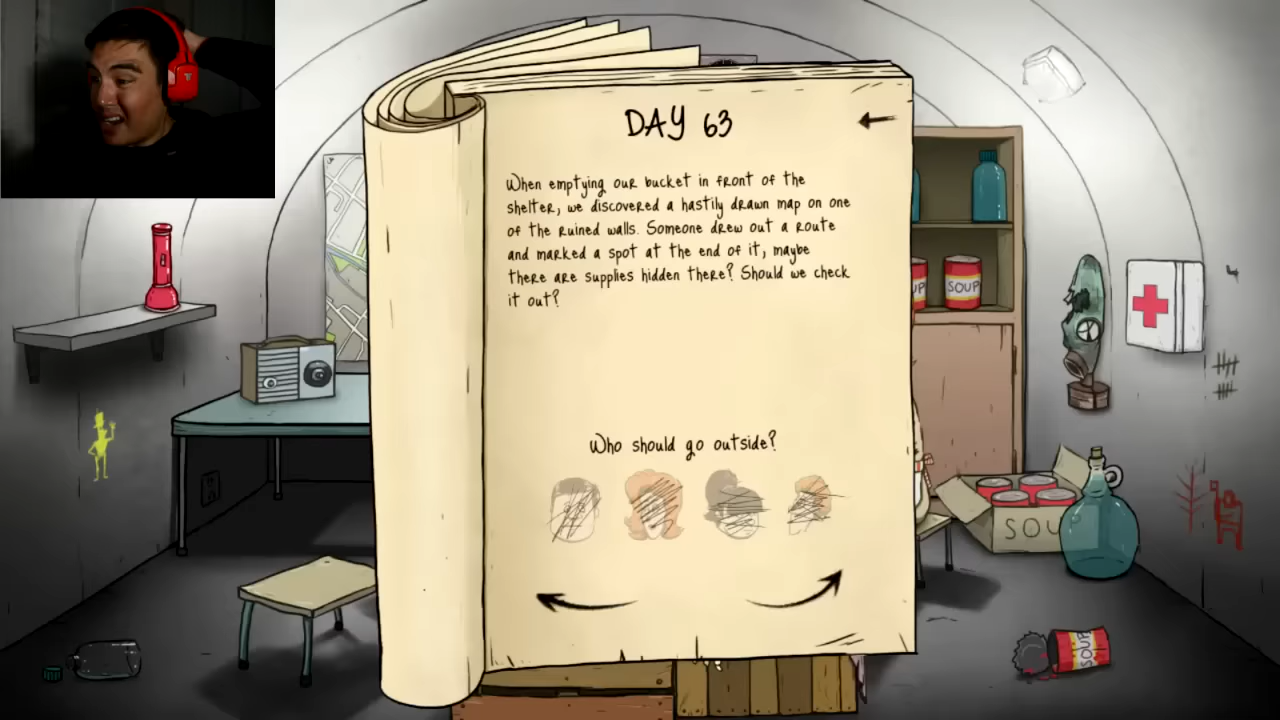 DAY 63
When emptying our bucket in front of the
shelter, we discovered a hastily drawn map on one
of the ruined walls. Someone drew out a route
and marked a spot at the end of it, maybe
there are supplies hidden there? Should we check
it out?
Who should go outside?
UP
SOUP
SOU
SOUP